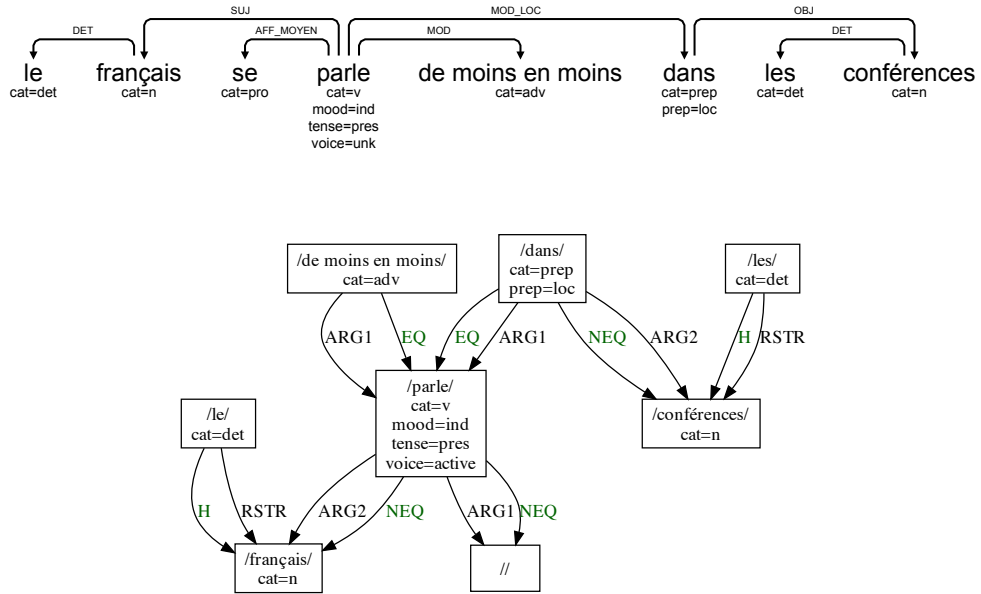 SUJ MOD_LOC OBJ
DET AFF_MOYEN MOD DET
le français se parle de moins en moins dans les conférences
cat=det cat=n cat=pro cat=v cat=adv cat=prep cat=det cat=n
mood=ind prep=loc
tense=pres
voice=unk
/de moins en moins/
cat=adv
/dans/
cat=prep
prep=loc
/les/
cat=det
ARG1 EQ EQ ARG1 NEQ ARG2 H RSTR
/le/
cat=det
/parle/
cat=v
mood=ind
tense=pres
voice=active
/conférences/
cat=n
H RSTR ARG2 NEQ ARG1 NEQ
/français/
cat=n
//